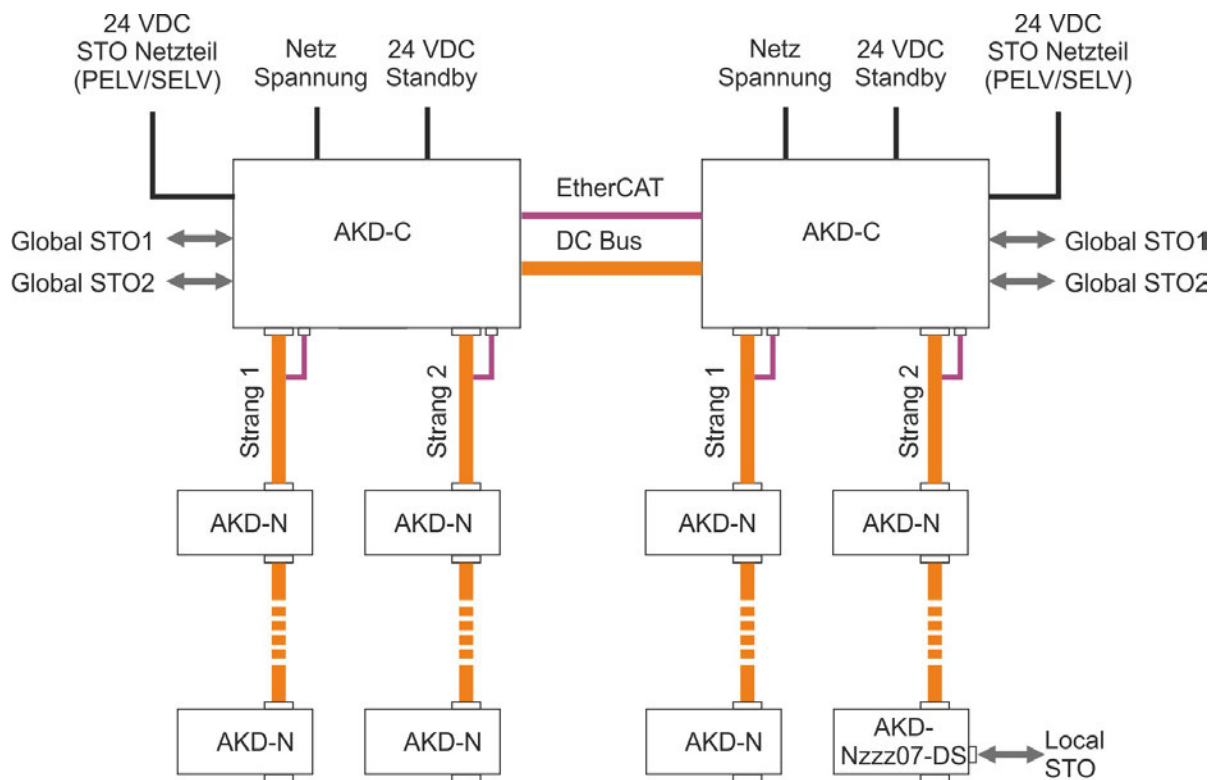 24 VDC
STO Netzteil
(PELV/SELV)
Netz
Spannung
24 VDC
Standby
Netz
Spannung
24 VDC
Standby
24 VDC
STO Netzteil
(PELV/SELV)
EtherCAT
DC Bus
AKD-C
AKD-C
Global STO1
Global STO2
Global STO1
Global STO2
Strang 1
Strang 2
Strang 1
Strang 2
AKD-N
AKD-N
AKD-N
AKD-N
AKD-N
AKD-N
AKD-N
AKD-
Nzzz07-DS
Local
STO